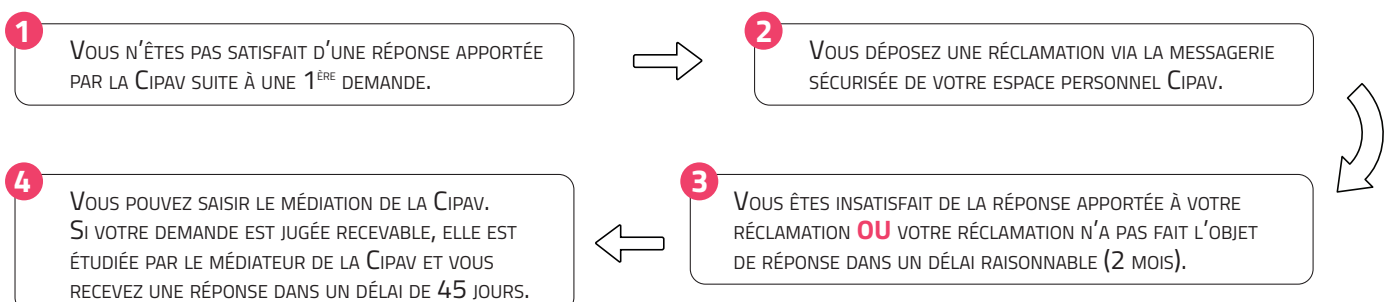 1
Vous n'êtes pas satisfait d'une réponse apportée
par la Cipav suite à une 1ère demande.
2
Vous déposez une réclamation via la messagerie
sécurisée de votre espace personnel Cipav.
3
Vous êtes insatisfait de la réponse apportée à votre
réclamation OU votre réclamation n'a pas fait l'objet
de réponse dans un délai raisonnable (2 mois).
4
Vous pouvez saisir le médiation de la Cipav.
Si votre demande est jugée recevable, elle est
étudiée par le médiateur de la Cipav et vous
recevez une réponse dans un délai de 45 jours.